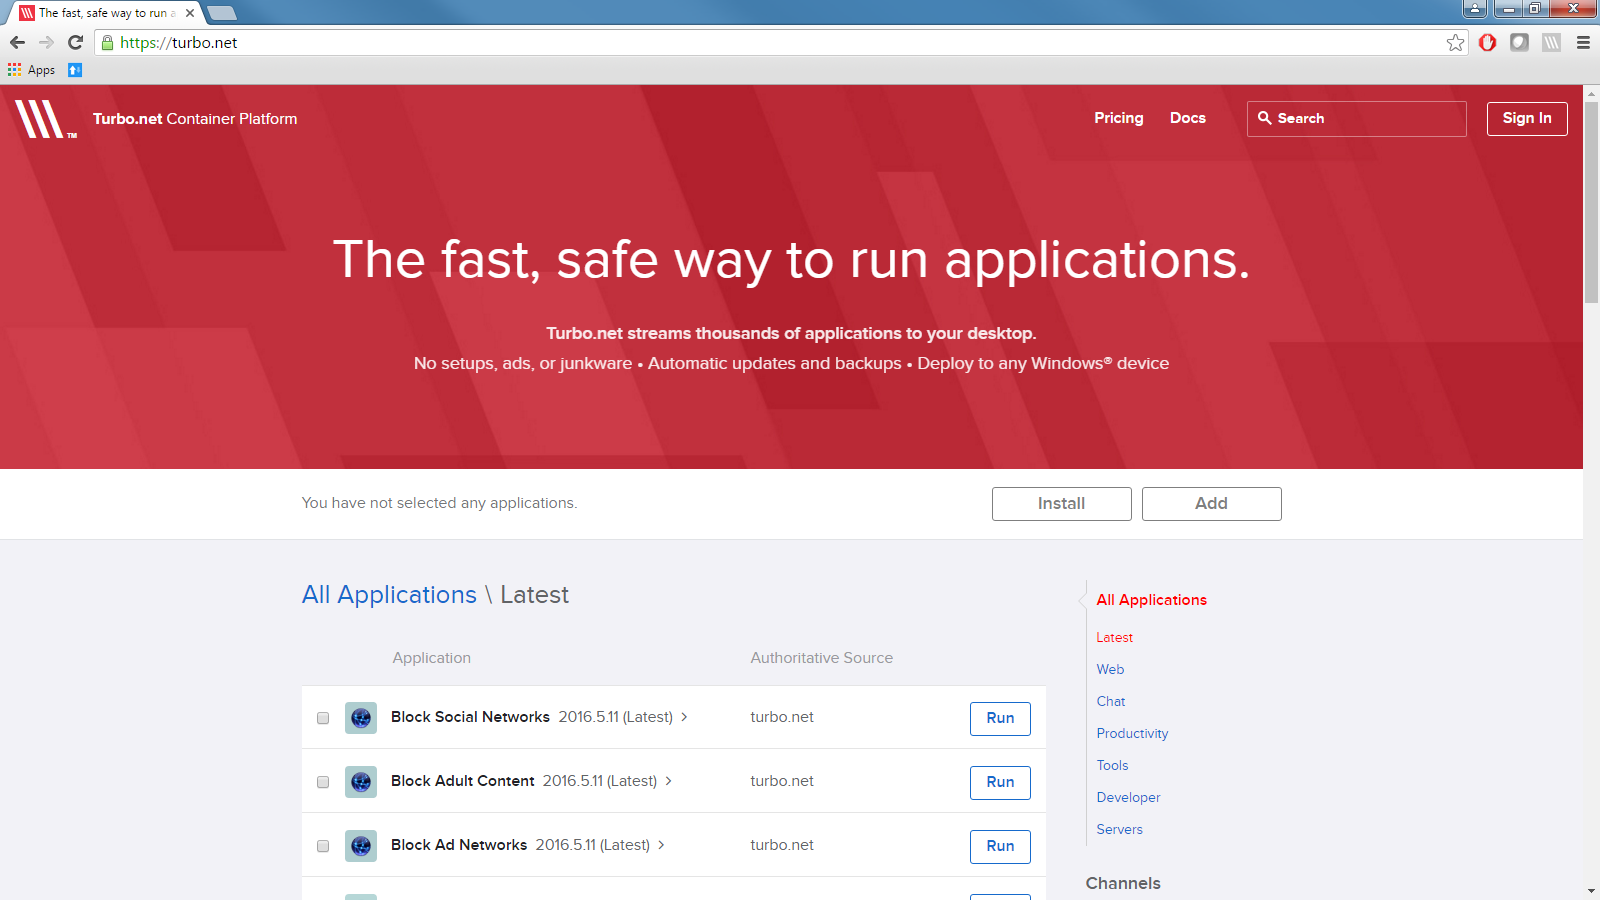 The fast, safe way to run a
https://turbo.net
Apps
TM
Turbo.net Container Platform
Pricing
Docs
Search
Sign In
The fast, safe way to run applications.
Turbo.net streams thousands of applications to your desktop.
No setups, ads, or junkware • Automatic updates and backups • Deploy to any Windows® device
You have not selected any applications.
Install
Add
All Applications \ Latest
Application
Authoritative Source
Block Social Networks 2016.5.11 (Latest) >
turbo.net
Run
Block Adult Content 2016.5.11 (Latest) >
turbo.net
Run
Block Ad Networks 2016.5.11 (Latest) >
turbo.net
Run
All Applications
Latest
Web
Chat
Productivity
Tools
Developer
Servers
Channels